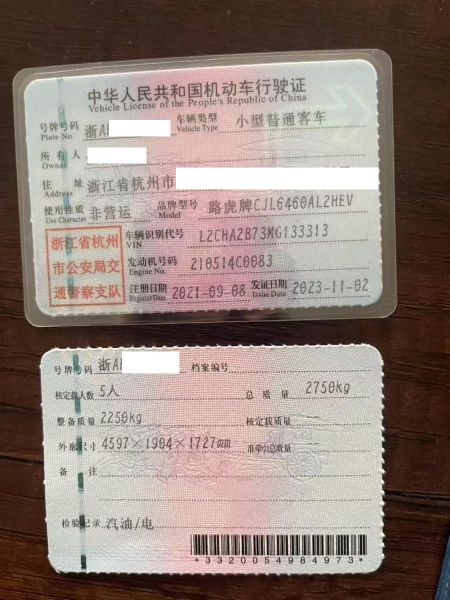 中华人民共和国机动车行驶证
Vehicle License of the People's Republic of China
号牌号码 浙A8 车辆类型 小型普通客车
Plate No. Vehicle Type
所有人
Owner
住址 浙江省杭州市
Address
使用性质 非营运 品牌型号 路虎牌CJL6460AL2HEV
Use Character Model
浙江省杭州市公安局交通警察支队
车辆识别代号 L2CHA2B73MG133313
VIN
发动机号码 210514C0083
Engine No.
注册日期 2021-09-08 发证日期 2023-11-02
Register Date Issue Date
号牌号码 浙A8 档案编号
核定载人数 5人 总质量 2750kg
整备质量 2250kg 核定载质量
外廓尺寸 4597×1904×1727mm 准牵引总质量
备注
检验记录 汽油/电
*3320054984973*